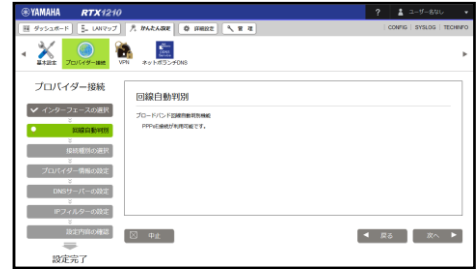 YAMAHA RTX1210
? ユーザー名なし
ダッシュボード LANマップ かんたん設定 詳細設定 管理 CONFIG SYSLOG TECHINFO
基本設定 プロバイダー接続 VPN ネットボランチDNS
プロバイダー接続
インターフェースの選択
回線自動判別
接続種別の選択
プロバイダー情報の設定
DNSサーバーの設定
IPフィルターの設定
設定内容の確認
設定完了
回線自動判別
ブロードバンド回線自動判別機能
PPPoE接続が利用可能です。
中止 戻る 次へ